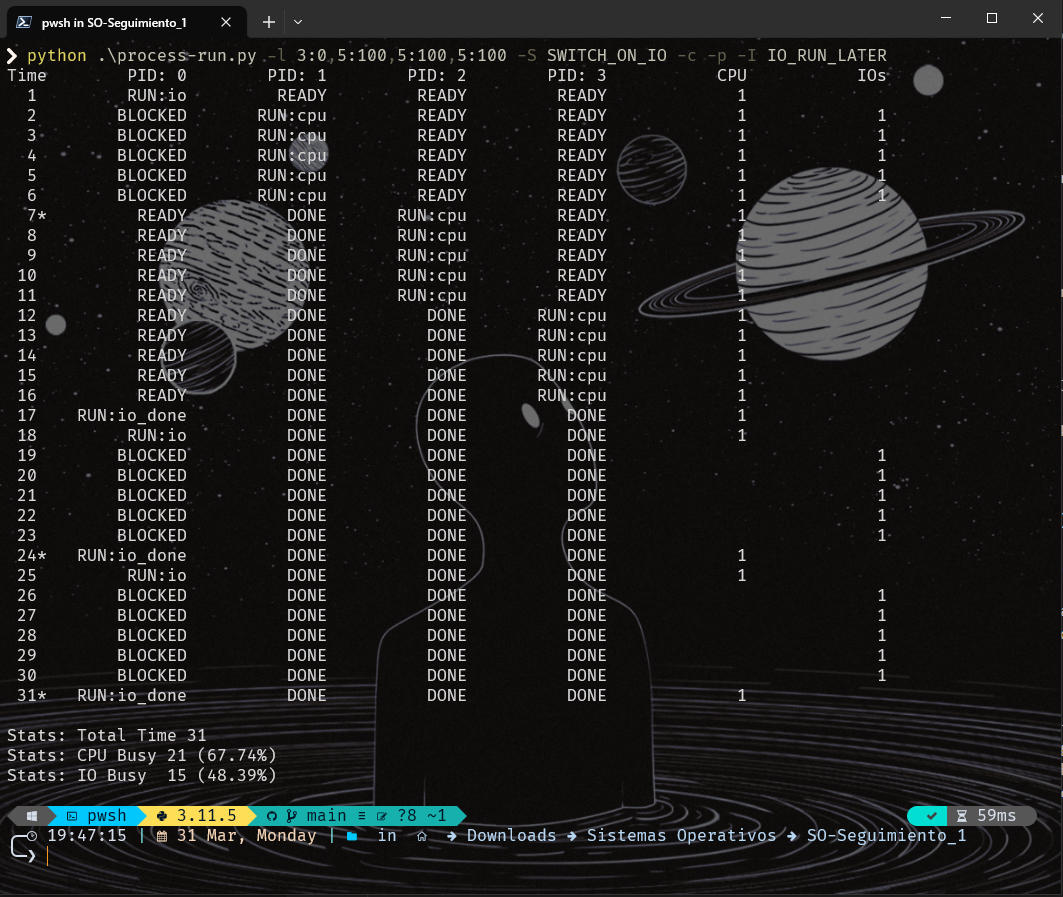 pwsh in SO-Seguimiento_1
❯ python .\process-run.py -l 3:0,5:100,5:100,5:100 -S SWITCH_ON_IO -c -p -I IO_RUN_LATER
Time PID: 0 PID: 1 PID: 2 PID: 3 CPU IOs
1 RUN:io READY READY READY 1
2 BLOCKED RUN:cpu READY READY 1 1
3 BLOCKED RUN:cpu READY READY 1 1
4 BLOCKED RUN:cpu READY READY 1 1
5 BLOCKED RUN:cpu READY READY 1 1
6 BLOCKED RUN:cpu READY READY 1 1
7* READY DONE RUN:cpu READY 1
8 READY DONE RUN:cpu READY 1
9 READY DONE RUN:cpu READY 1
10 READY DONE RUN:cpu READY 1
11 READY DONE RUN:cpu READY 1
12 READY DONE DONE RUN:cpu 1
13 READY DONE DONE RUN:cpu 1
14 READY DONE DONE RUN:cpu 1
15 READY DONE DONE RUN:cpu 1
16 READY DONE DONE RUN:cpu 1
17 RUN:io_done DONE DONE DONE 1
18 RUN:io DONE DONE DONE 1
19 BLOCKED DONE DONE DONE 1
20 BLOCKED DONE DONE DONE 1
21 BLOCKED DONE DONE DONE 1
22 BLOCKED DONE DONE DONE 1
23 BLOCKED DONE DONE DONE 1
24* RUN:io_done DONE DONE DONE 1
25 RUN:io DONE DONE DONE 1
26 BLOCKED DONE DONE DONE 1
27 BLOCKED DONE DONE DONE 1
28 BLOCKED DONE DONE DONE 1
29 BLOCKED DONE DONE DONE 1
30 BLOCKED DONE DONE DONE 1
31* RUN:io_done DONE DONE DONE 1
Stats: Total Time 31
Stats: CPU Busy 21 (67.74%)
Stats: IO Busy 15 (48.39%)
pwsh 3.11.5 main ≡ ?8 ~1 ✓ 59ms
19:47:15 | 31 Mar, Monday | in → Downloads → Sistemas Operativos → SO-Seguimiento_1